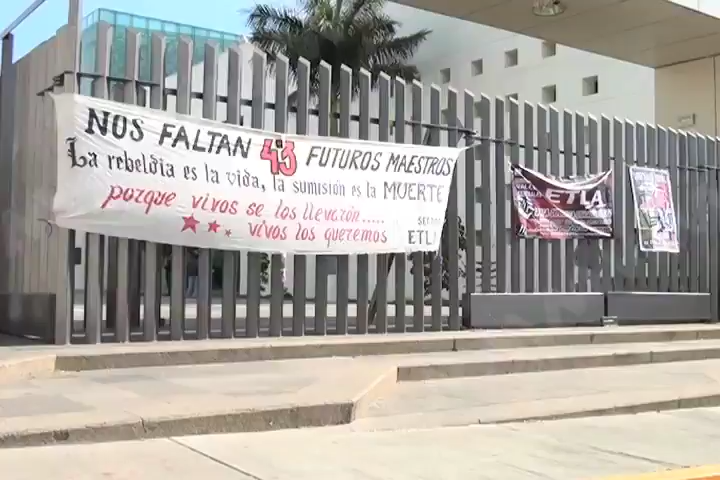 NOS FALTAN 43 FUTUROS MAESTROS
La rebeldia es la vida, la sumisión es la MUERTE
porque vivos se los llevaron.....
vivos los queremos
ETLA
ETLA